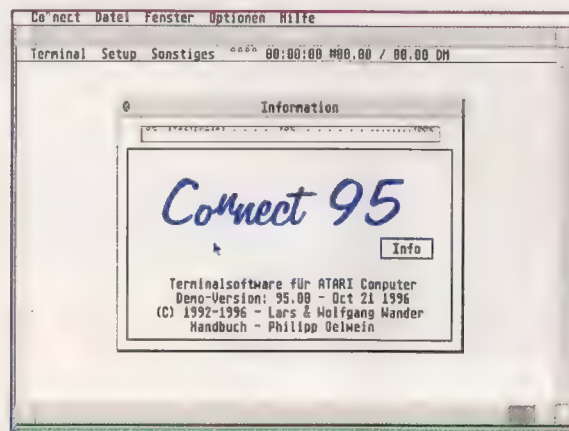 Co"nect Datei Fenster Optionen Hilfe
Terminal Setup Sonstiges °°°° 00:00:00 #00.00 / 00.00 DM
Information
Connect 95
Info
Terminalsoftware für ATARI Computer
Demo-Version: 95.00 - Oct 21 1996
(C) 1992-1996 - Lars & Wolfgang Wander
Handbuch - Philipp Oelwein